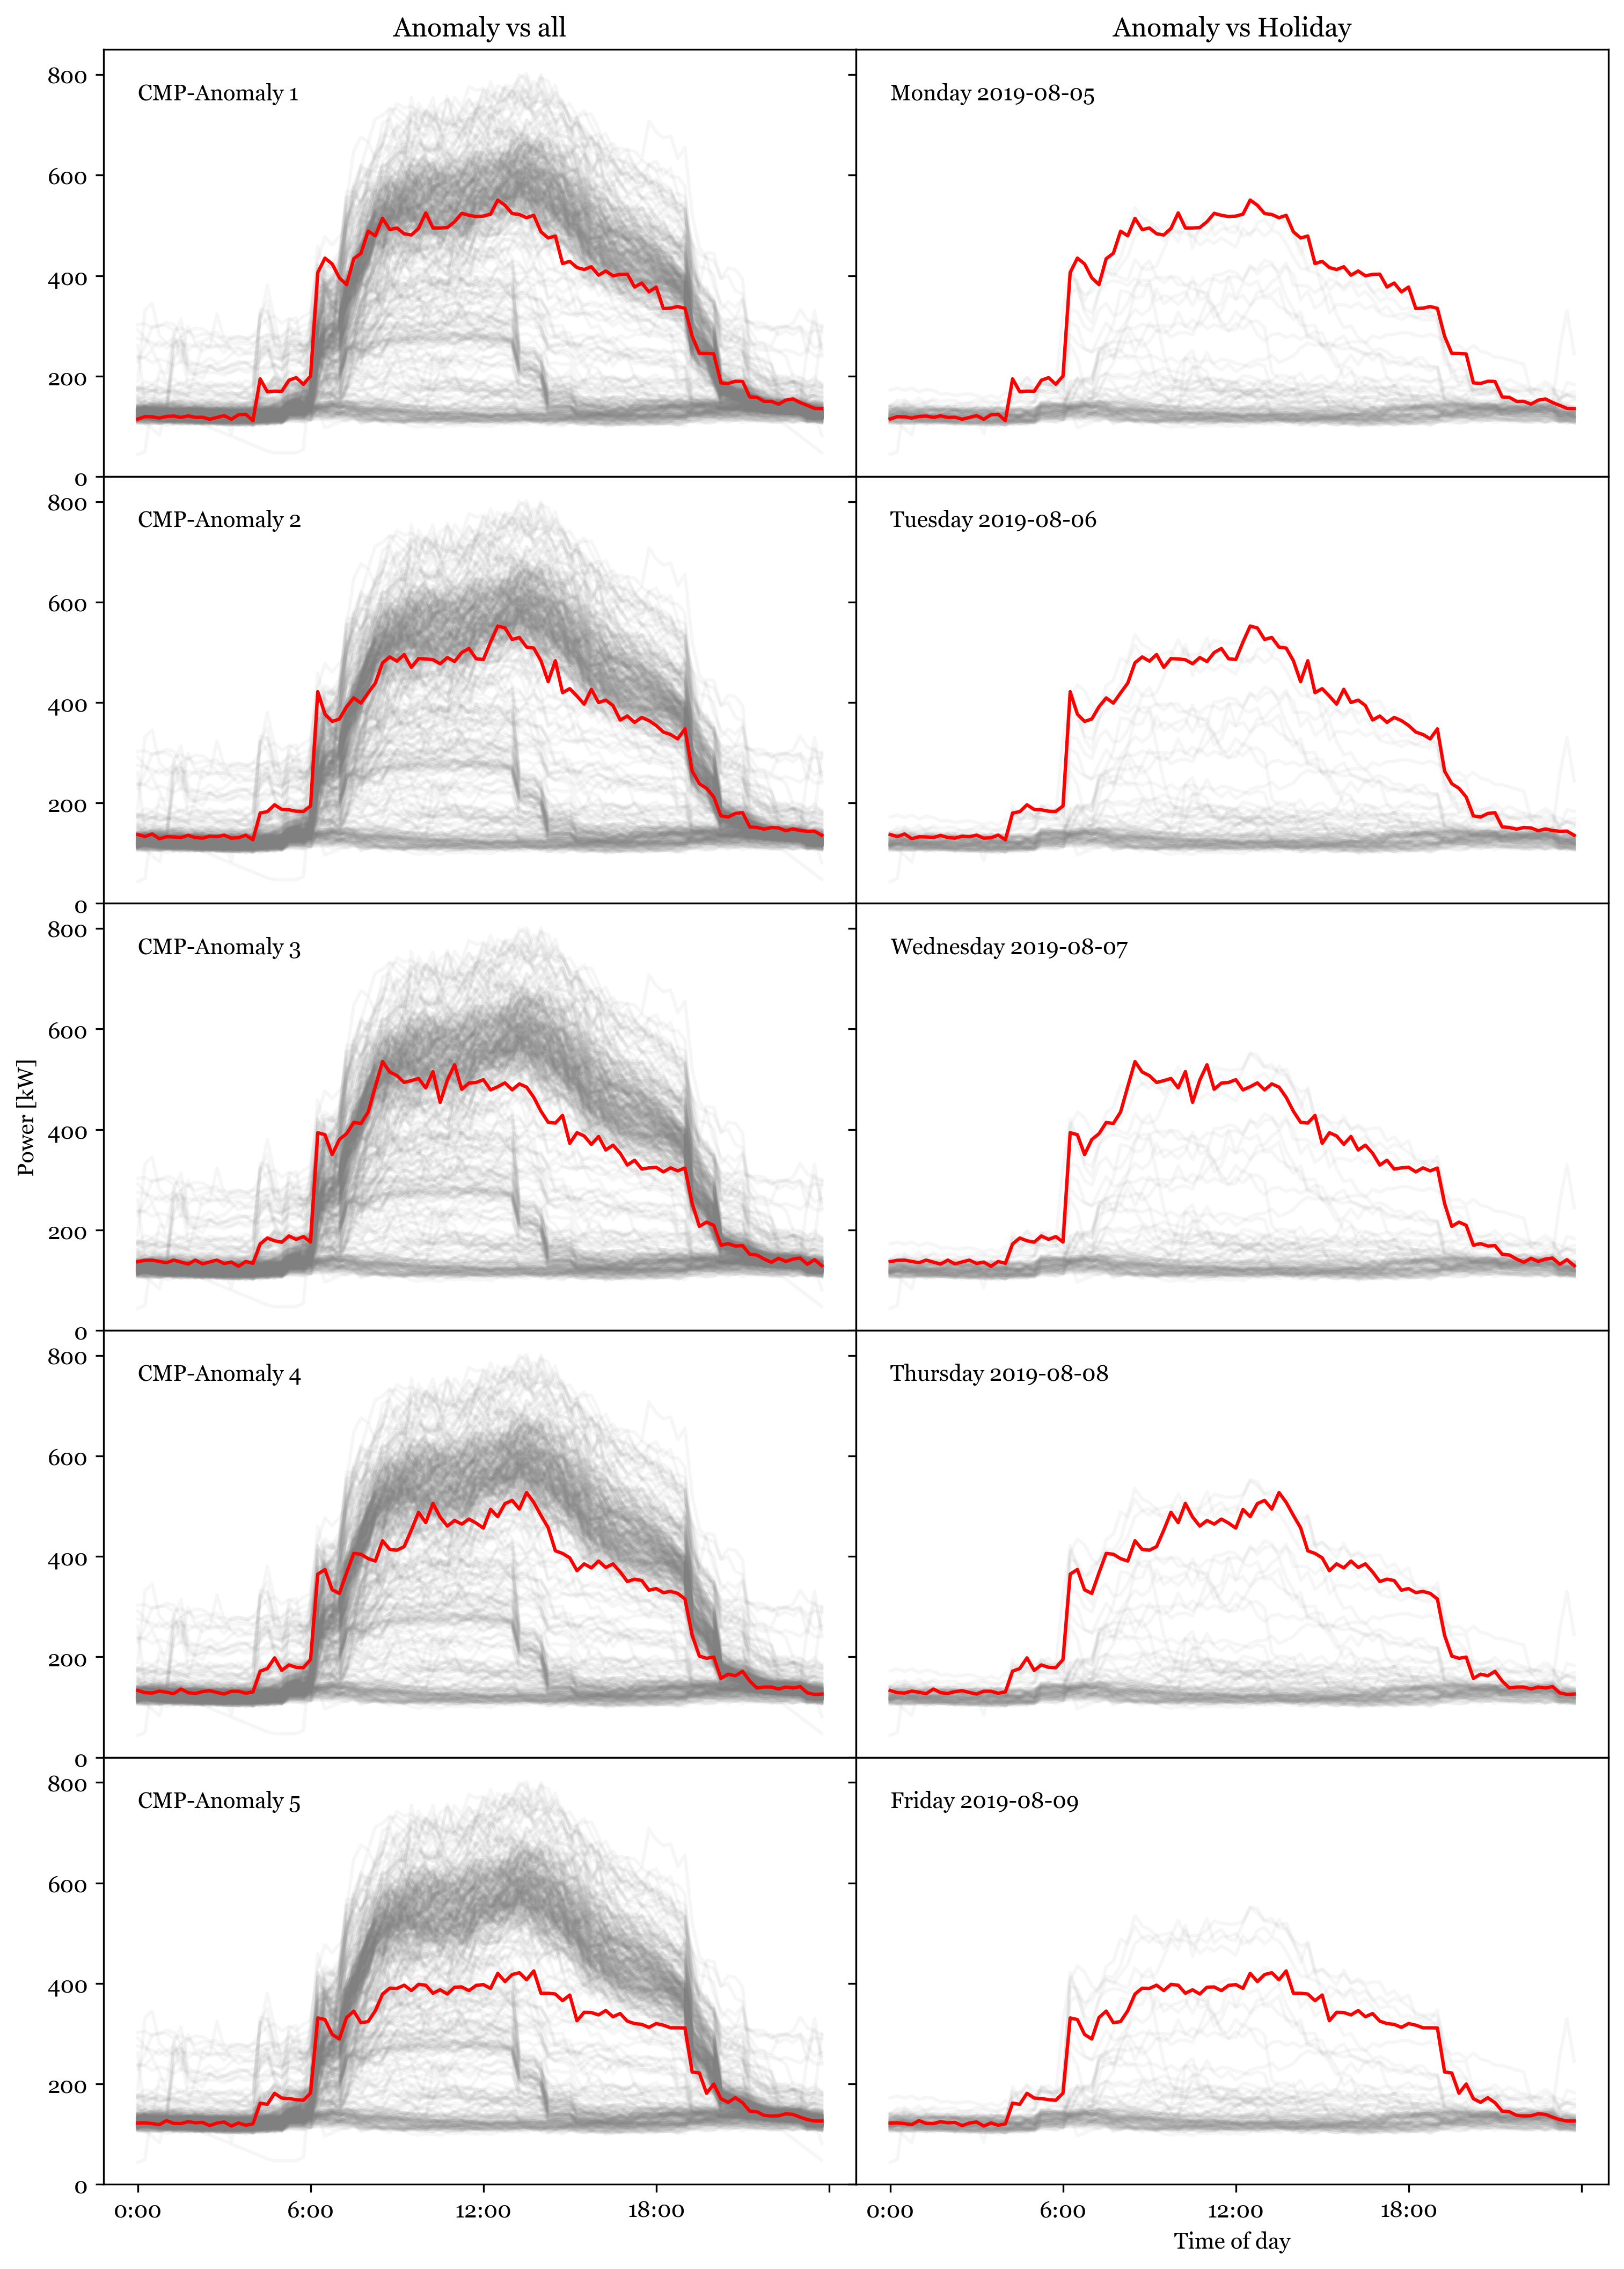 Anomaly vs all
Anomaly vs Holiday
800
600
400
200
0
CMP-Anomaly 1
Monday 2019-08-05
800
600
400
200
0
CMP-Anomaly 2
Tuesday 2019-08-06
800
600
400
200
0
CMP-Anomaly 3
Wednesday 2019-08-07
Power [kW]
800
600
400
200
0
CMP-Anomaly 4
Thursday 2019-08-08
800
600
400
200
0
CMP-Anomaly 5
Friday 2019-08-09
0:00 6:00 12:00 18:00
0:00 6:00 12:00 18:00
Time of day